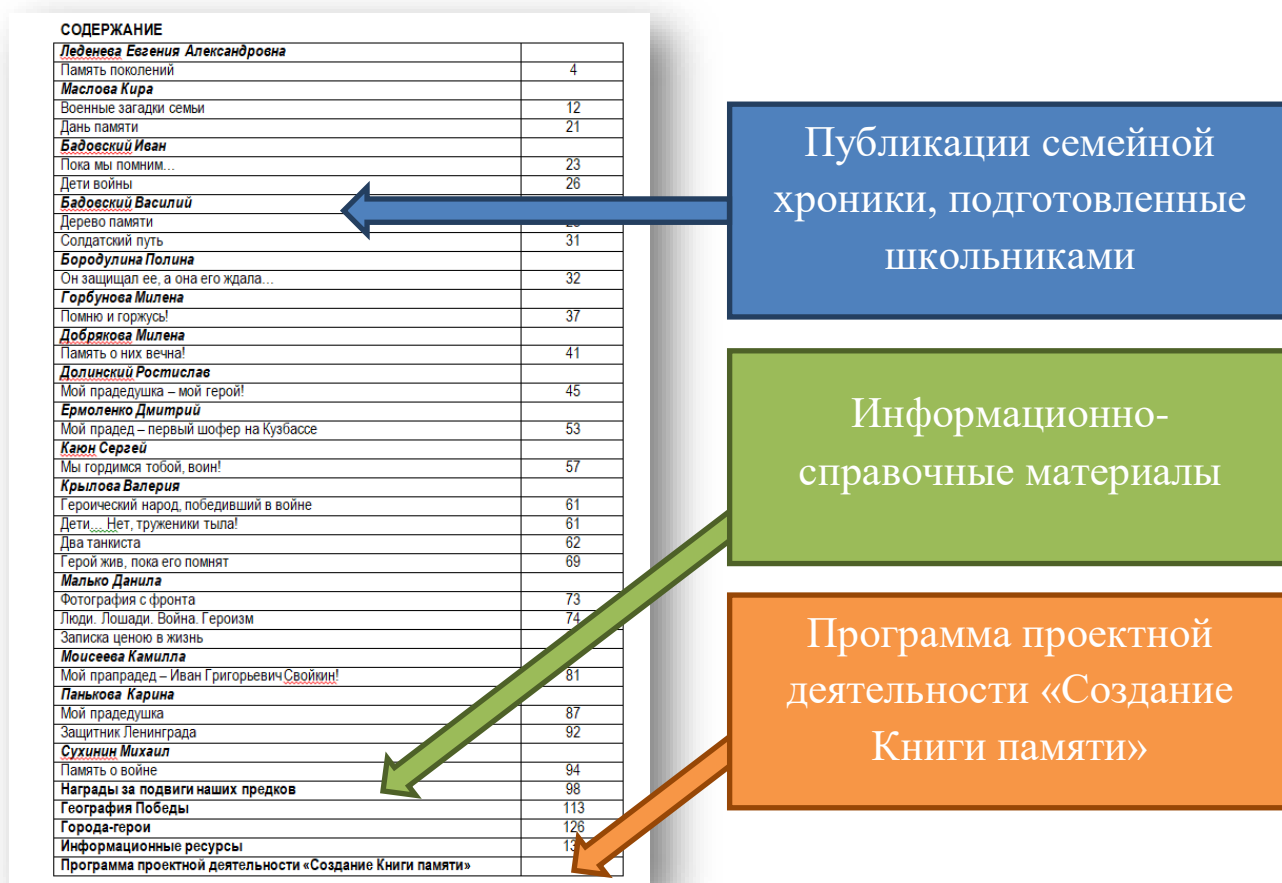 СОДЕРЖАНИЕ
Леденева Евгения Александровна
Память поколений 4
Маслова Кира
Военные загадки семьи 12
Дань памяти 21
Бадовский Иван
Пока мы помним... 23
Дети войны 26
Бадовский Василий
Дерево памяти
Солдатский путь 31
Бородулина Полина
Он защищал ее, а она его ждала... 32
Горбунова Милена
Помню и горжусь! 37
Добрякова Милена
Память о них вечна! 41
Долинский Ростислав
Мой прадедушка – мой герой! 45
Ермоленко Дмитрий
Мой прадед – первый шофер на Кузбассе 53
Каюн Сергей
Мы гордимся тобой, воин! 57
Крылова Валерия
Героический народ, победивший в войне 61
Дети... Нет, труженики тыла! 61
Два танкиста 62
Герой жив, пока его помнят 69
Малько Данила
Фотография с фронта 73
Люди. Лошади. Война. Героизм 74
Записка ценою в жизнь
Моисеева Камилла
Мой прапрадед – Иван Григорьевич Свойкин! 81
Панькова Карина
Мой прадедушка 87
Защитник Ленинграда 92
Сухинин Михаил
Память о войне 94
Награды за подвиги наших предков 98
География Победы 113
Города-герои 126
Информационные ресурсы
Программа проектной деятельности «Создание Книги памяти»
Публикации семейной
хроники, подготовленные
школьниками
Информационно-
справочные материалы
Программа проектной
деятельности «Создание
Книги памяти»